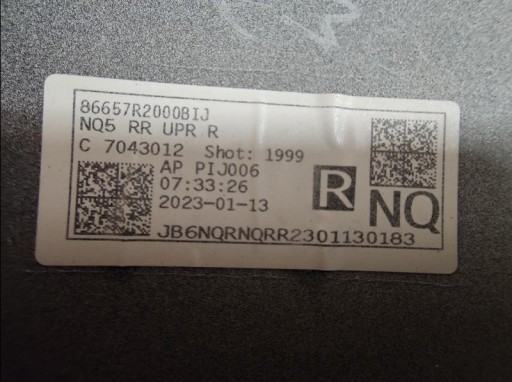 86657R2000BIJ
NQ5 RR UPR R
C 7043012 Shot: 1999
AP PIJ006
07:33:26
2023-01-13
R
NQ
JB6NQRNQRR2301130183